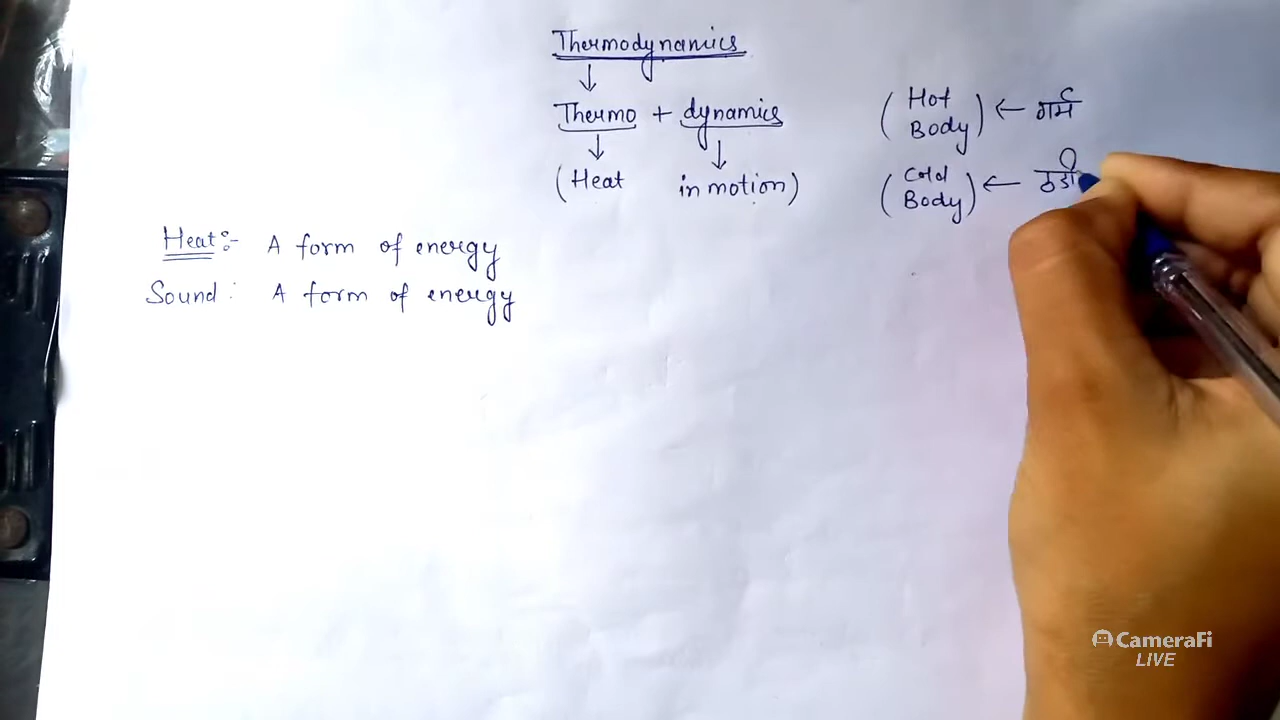 Thermodynamics
↓
Thermo + dynamics
↓ ↓
(Heat in motion)
(Hot Body) ← गर्म
(Cold Body) ← ठंडी
Heat:- A form of energy
Sound: A form of energy
CameraFi
LIVE